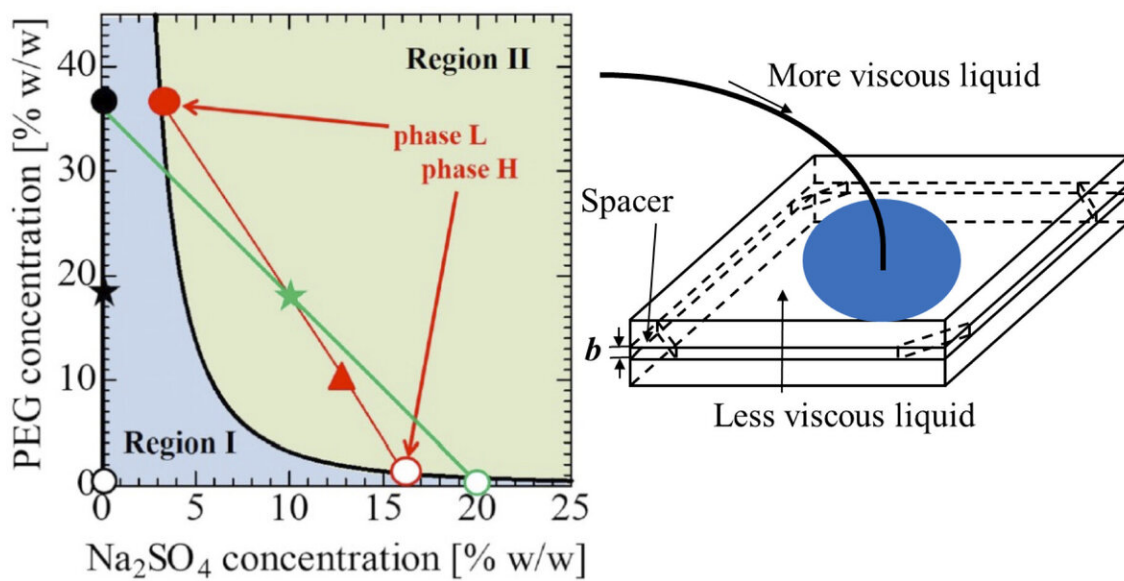 PEG concentration [% w/w]
40
30
20
10
0
Region II
phase L
phase H
Region I
0
5
10
15
20
25
Na₂SO₄ concentration [% w/w]
More viscous liquid
Spacer
b
Less viscous liquid